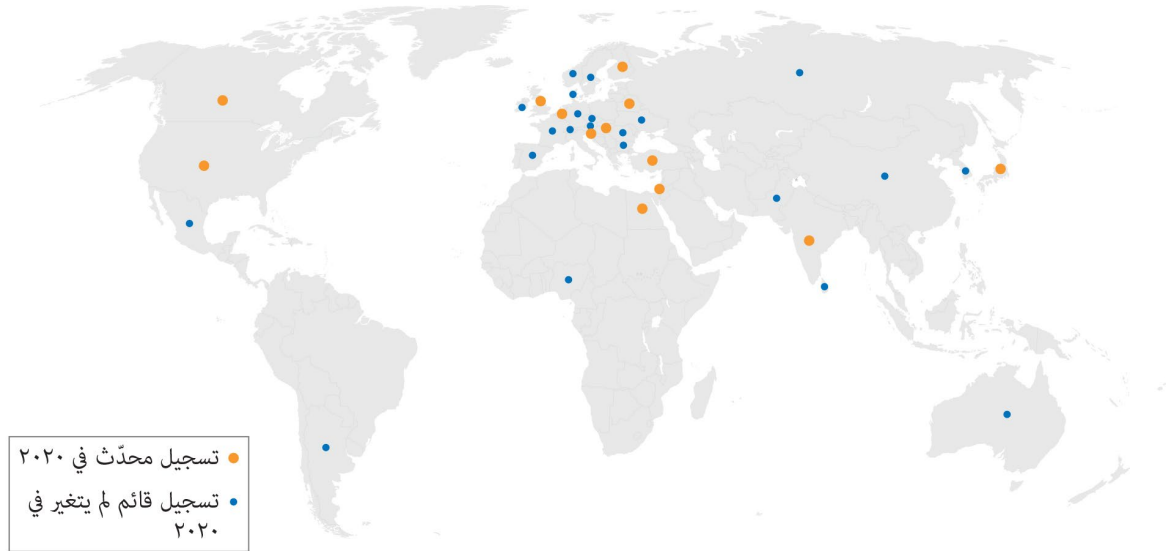 تسجيل محدّث في ٢٠٢٠
تسجيل قائم لم يتغير في
٢٠٢٠